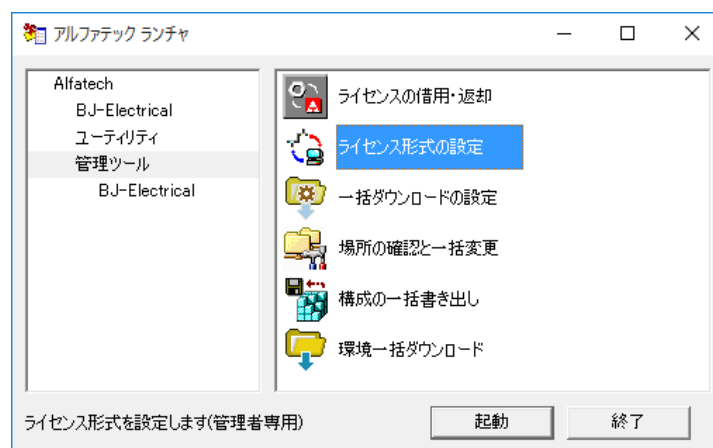 アルファテック ランチャ
Alfatech
BJ-Electrical
ユーティリティ
管理ツール
BJ-Electrical
ライセンスの借用・返却
ライセンス形式の設定
一括ダウンロードの設定
場所の確認と一括変更
構成の一括書き出し
環境一括ダウンロード
ライセンス形式を設定します(管理者専用)
起動
終了